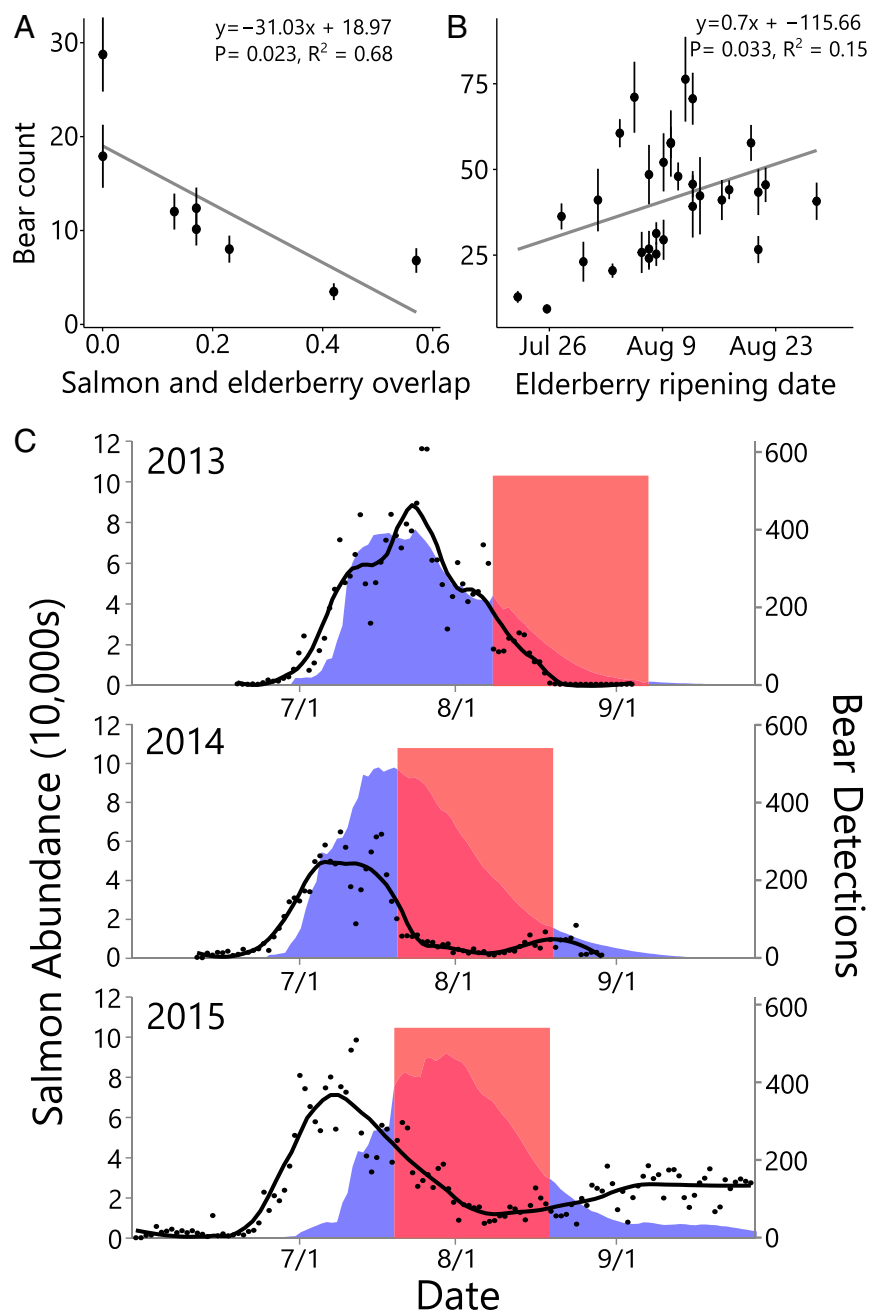 A
y=−31.03x + 18.97
P= 0.023, R² = 0.68
30
20
10
0
Bear count
0.0 0.2 0.4 0.6
Salmon and elderberry overlap
B
y=0.7x + −115.66
P= 0.033, R² = 0.15
75
50
25
Jul 26 Aug 9 Aug 23
Elderberry ripening date
C
2013
12
10
8
6
4
2
0
600
400
200
0
7/1 8/1 9/1
2014
12
10
8
6
4
2
0
600
400
200
0
7/1 8/1 9/1
2015
12
10
8
6
4
2
0
600
400
200
0
7/1 8/1 9/1
Salmon Abundance (10,000s)
Bear Detections
Date